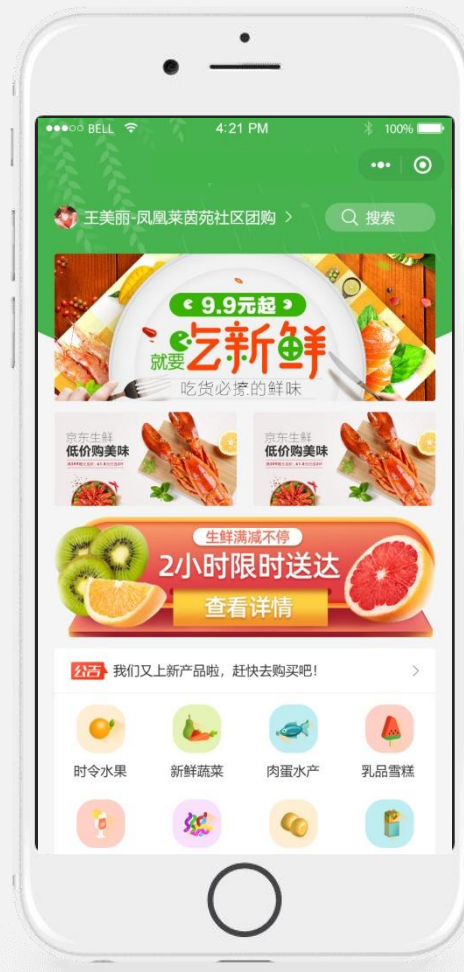 BELL
4:21 PM
100%
王美丽-凤凰莱茵苑社区团购
搜索
9.9元起
就要吃新鲜
吃货必擦的鲜味
京东生鲜
低价购美味
京东生鲜
低价购美味
生鲜满减不停
2小时限时送达
查看详情
公告 我们又上新产品啦，赶快去购买吧！
时令水果
新鲜蔬菜
肉蛋水产
乳品雪糕